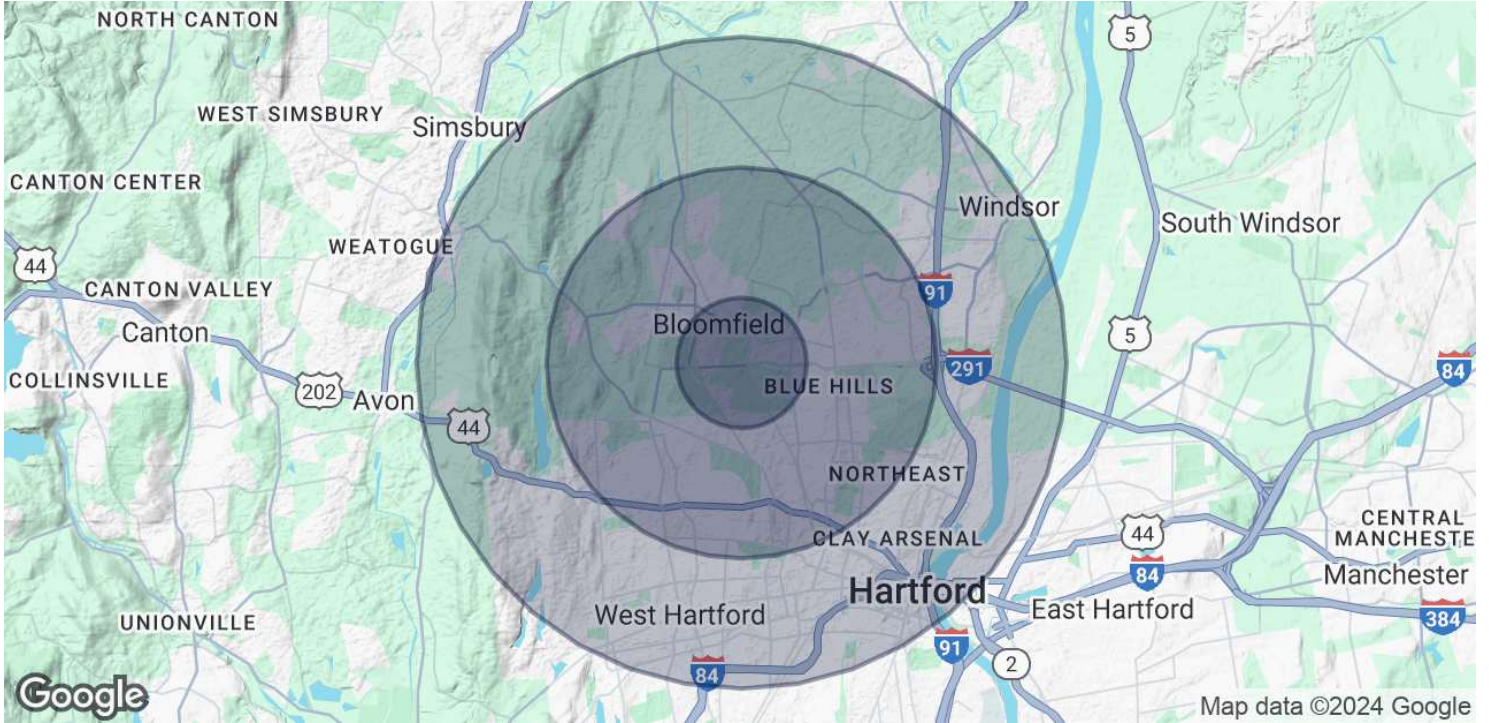 NORTH CANTON
5
WEST SIMSBURY
Simsbury
CANTON CENTER
Windsor
South Windsor
WEATOGUE
44
CANTON VALLEY
91
Bloomfield
Canton
5
COLLINSVILLE
BLUE HILLS
291
84
202
Avon
44
NORTHEAST
CLAY ARSENAL
44
CENTRAL
MANCHESTE
84
Manchester
Hartford
East Hartford
West Hartford
UNIONVILLE
384
91
2
84
Google
Map data ©2024 Google